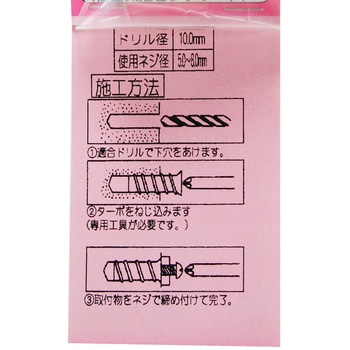 ドリル径 10.0mm
使用ネジ径 5.0~8.0mm
施工方法
①適合ドリルで下穴をあけます。
②ターボをねじ込みます
(専用工具が必要です。)
③取付物をネジで締め付けて完了。